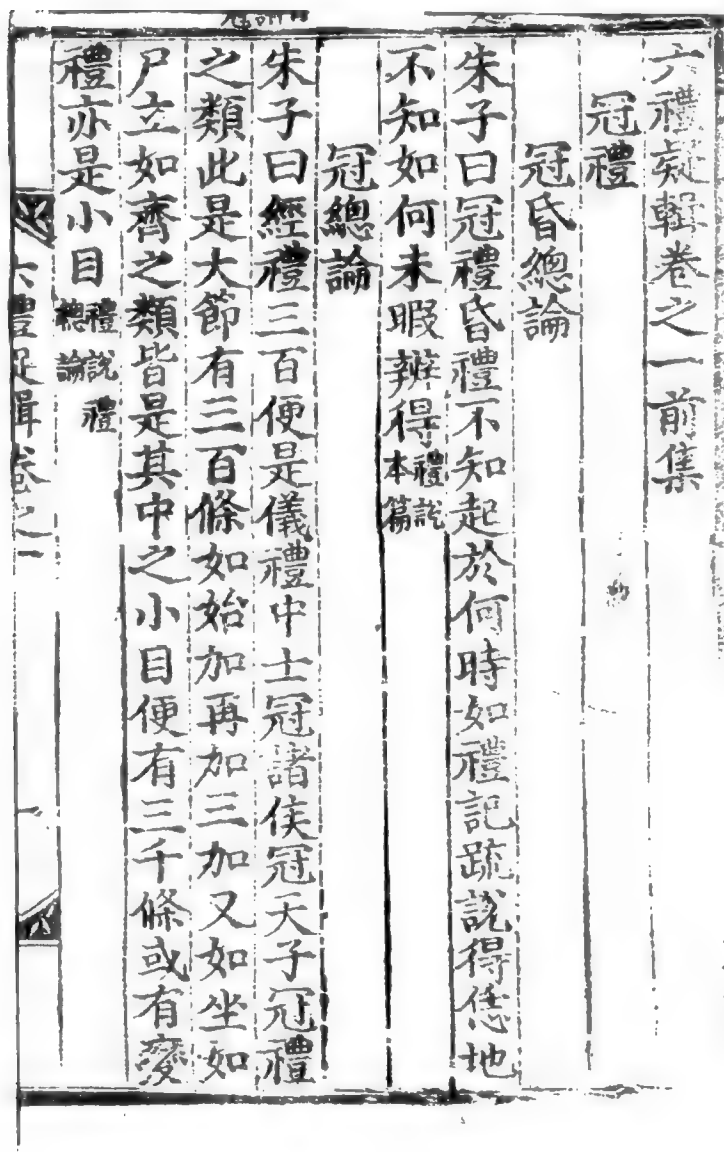 六禮疑輯卷之一前集
冠禮
冠昏總論
朱子曰冠禮昏禮不知起於何時如禮記疏說得恁地
不知如何未暇辨得禮說本篇
冠總論
朱子曰經禮三百便是儀禮中士冠諸侯冠天子冠禮
之類此是大節有三百條如始加再加三加又如坐如
尸立如齊之類皆是其中之小目便有三千條或有變
禮亦是小目禮說禮總論
六禮疑輯卷之一
一